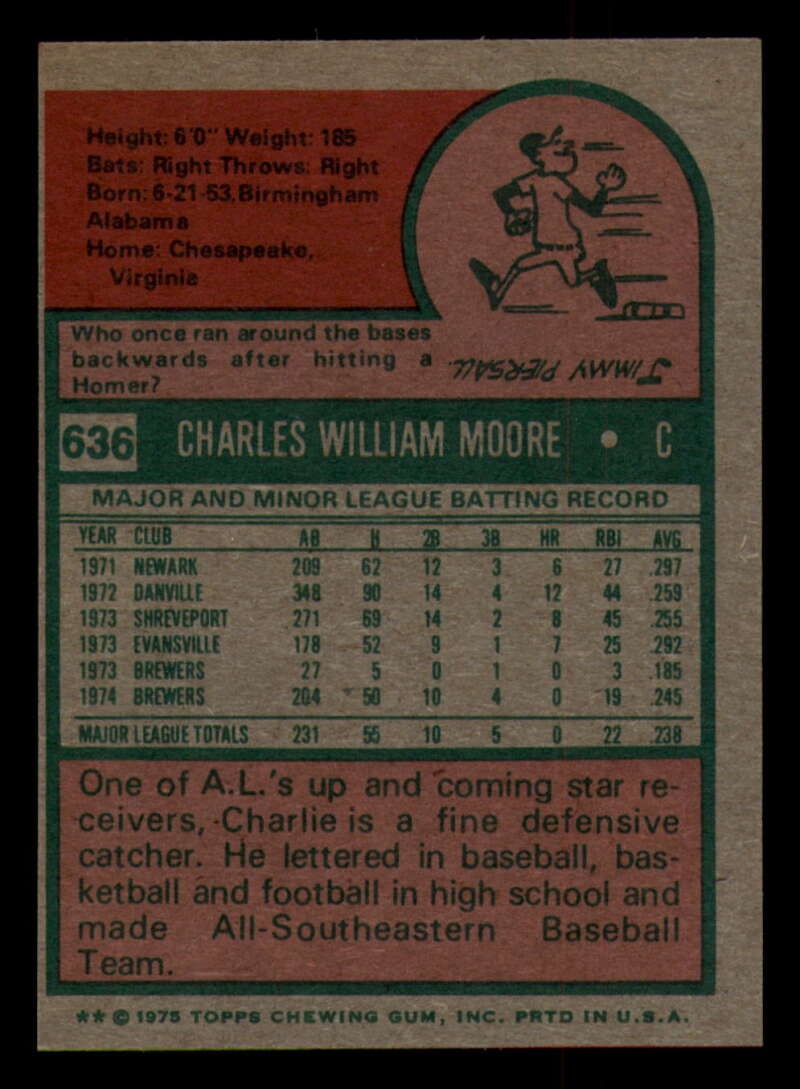 Height: 6'0" Weight: 185
Bats: Right Throws: Right
Born: 6-21-53, Birmingham
Alabama
Home: Chesapeake,
Virginia
Who once ran around the bases
backwards after hitting a
Homer?
JIMMY PIERSALL.
636 CHARLES WILLIAM MOORE • C
MAJOR AND MINOR LEAGUE BATTING RECORD
YEAR CLUB AB H 2B 3B HR RBI AVG
1971 NEWARK 209 62 12 3 6 27 .297
1972 DANVILLE 348 90 14 4 12 44 .259
1973 SHREVEPORT 271 69 14 2 8 45 .255
1973 EVANSVILLE 178 52 9 1 7 25 .292
1973 BREWERS 27 5 0 1 0 3 .185
1974 BREWERS 204 50 10 4 0 19 .245
MAJOR LEAGUE TOTALS 231 55 10 5 0 22 .238
One of A.L.'s up and coming star re-
ceivers, Charlie is a fine defensive
catcher. He lettered in baseball, bas-
ketball and football in high school and
made All-Southeastern Baseball
Team.
** © 1975 TOPPS CHEWING GUM, INC. PRTD IN U.S.A.